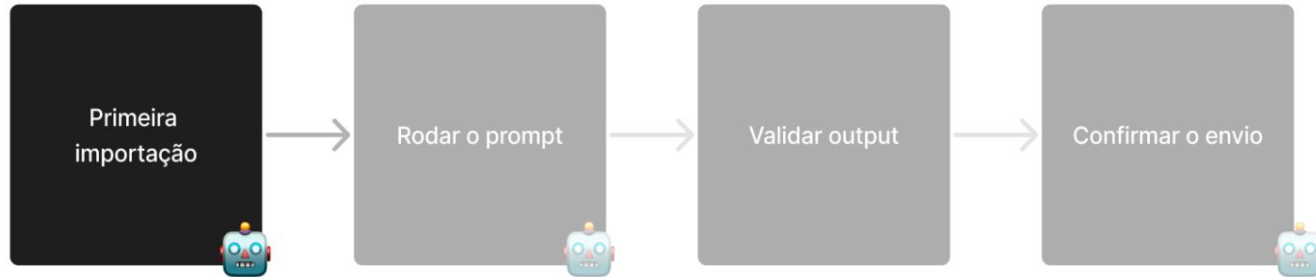 Primeira
importação
Rodar o prompt
Validar output
Confirmar o envio